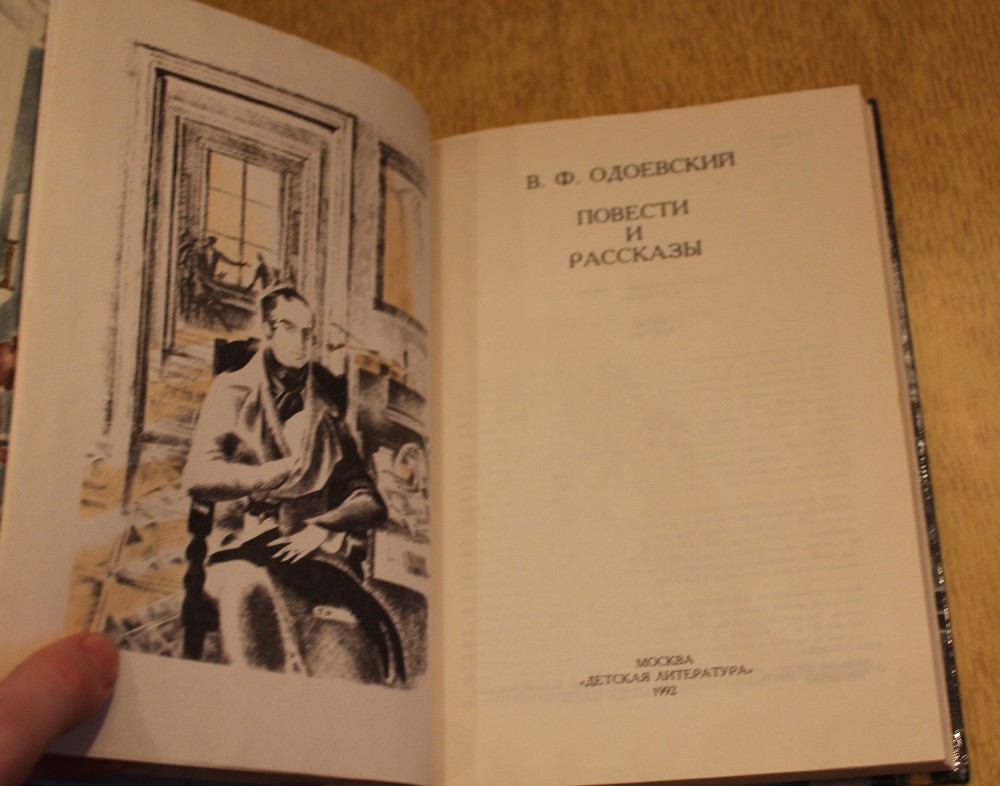 В. Ф. ОДОЕВСКИЙ
ПОВЕСТИ
И
РАССКАЗЫ
МОСКВА
«ДЕТСКАЯ ЛИТЕРАТУРА»
1992